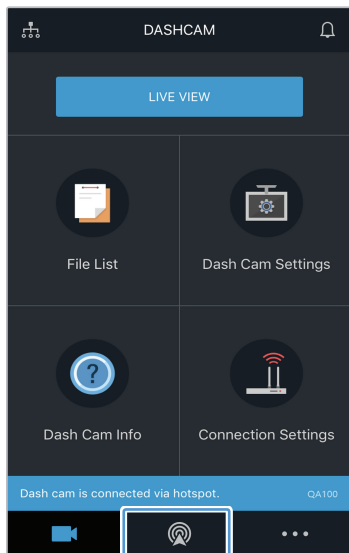 DASHCAM
LIVE VIEW
File List
Dash Cam Settings
Dash Cam Info
Connection Settings
Dash cam is connected via hotspot. QA100